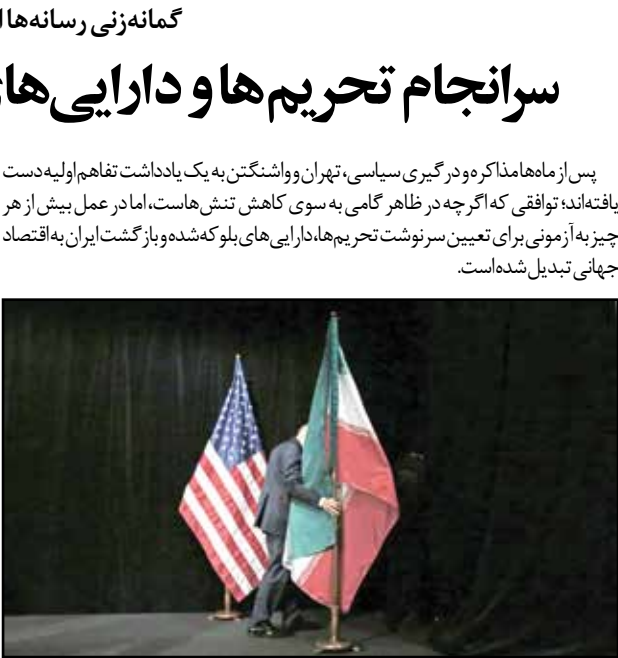 گمانه‌زنی رسانه‌ها
سرانجام تحریم‌ها و دارایی‌های
پس از ماه‌ها مذاکره و درگیری سیاسی، تهران و واشنگتن به یک یادداشت تفاهم اولیه دست
یافته‌اند؛ توافقی که اگرچه در ظاهر گامی به سوی کاهش تنش‌هاست، اما در عمل بیش از هر
چیز به آزمونی برای تعیین سرنوشت تحریم‌ها، دارایی‌های بلوکه‌شده و بازگشت ایران به اقتصاد
جهانی تبدیل شده است.